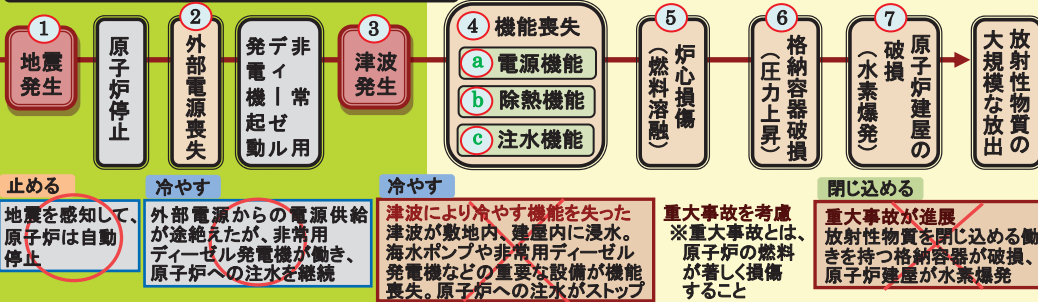 ①
地震
発生
原子炉停止
②
外部電源喪失
非常用
ディーゼル
発電機起動
③
津波
発生
④ 機能喪失
a 電源機能
b 除熱機能
c 注水機能
⑤
炉心損傷
（燃料溶融）
⑥
格納容器破損
（圧力上昇）
⑦
原子炉建屋の
破損
（水素爆発）
放射性物質の
大規模な放出
止める
地震を感知して、
原子炉は自動
停止
冷やす
外部電源からの電源供給
が途絶えたが、非常用
ディーゼル発電機が働き、
原子炉への注水を継続
冷やす
津波により冷やす機能を失った
津波が敷地内、建屋内に浸水。
海水ポンプや非常用ディーゼル
発電機などの重要な設備が機能
喪失。原子炉への注水がストップ
重大事故を考慮
※重大事故とは、
原子炉の燃料
が著しく損傷
すること
閉じ込める
重大事故が進展
放射性物質を閉じ込める働
きを持つ格納容器が破損、
原子炉建屋が水素爆発